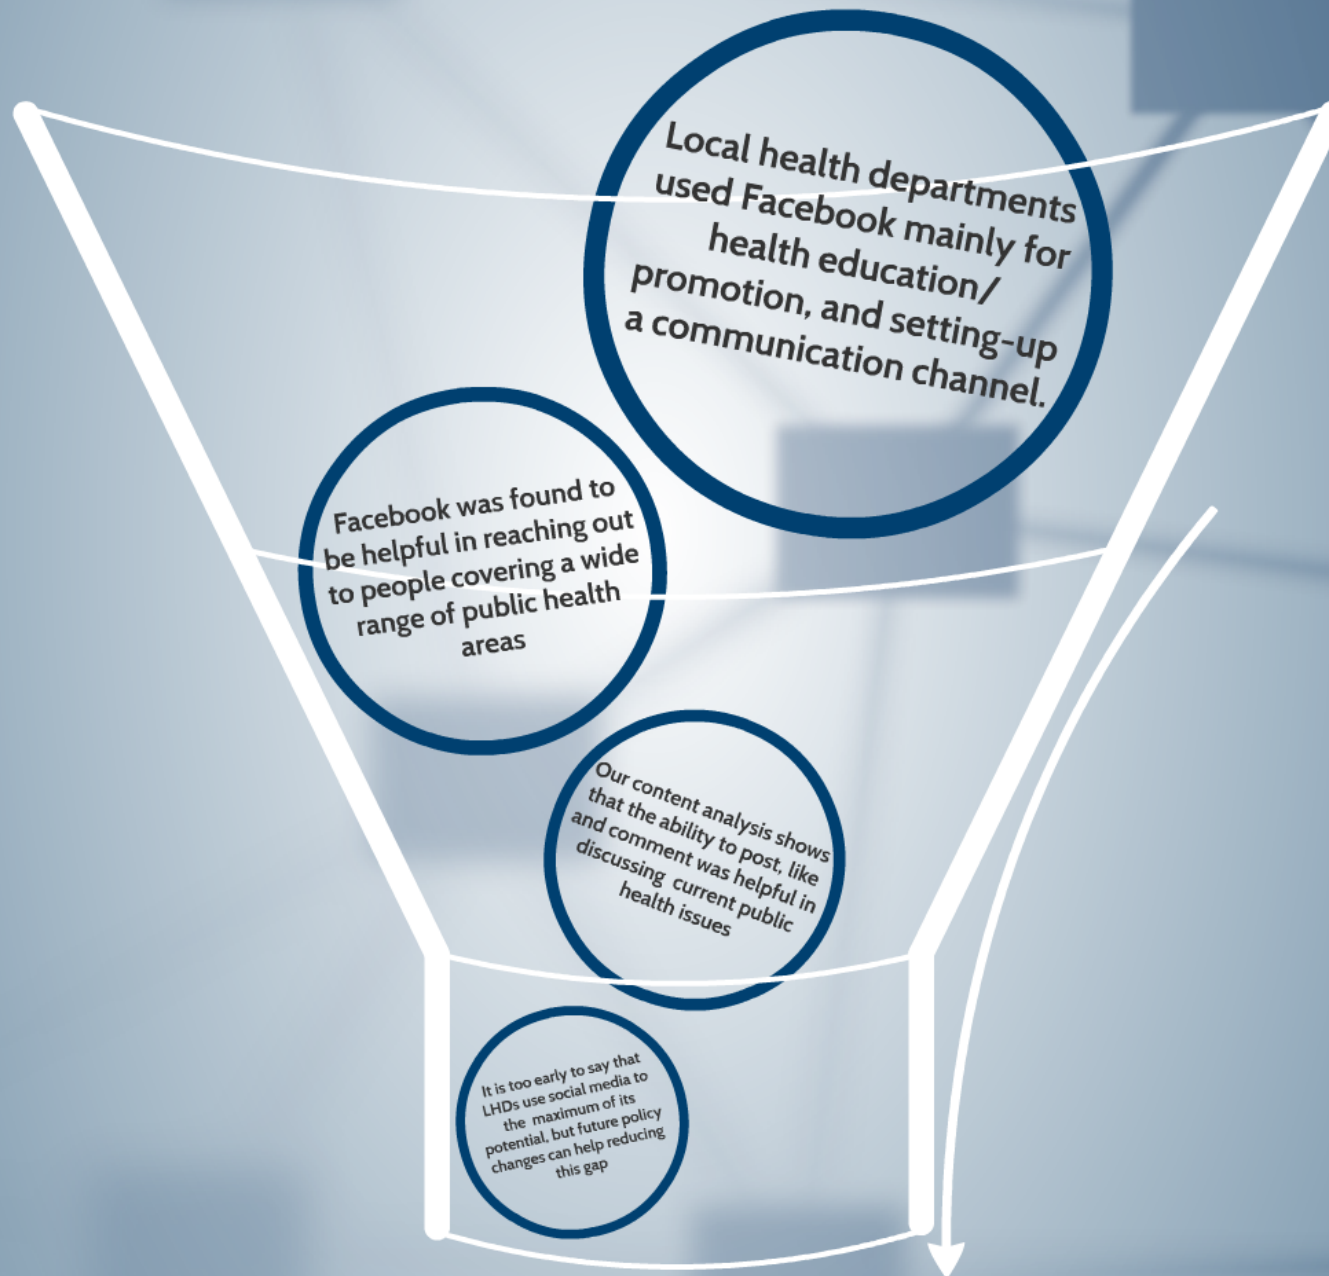 Local health departments
used Facebook mainly for
health education/
promotion, and setting-up
a communication channel.
Facebook was found to
be helpful in reaching out
to people covering a wide
range of public health
areas
Our content analysis shows
that the ability to post, like
and comment was helpful in
discussing current public
health issues
It is too early to say that
LHDs use social media to
the maximum of its
potential, but future policy
changes can help reducing
this gap